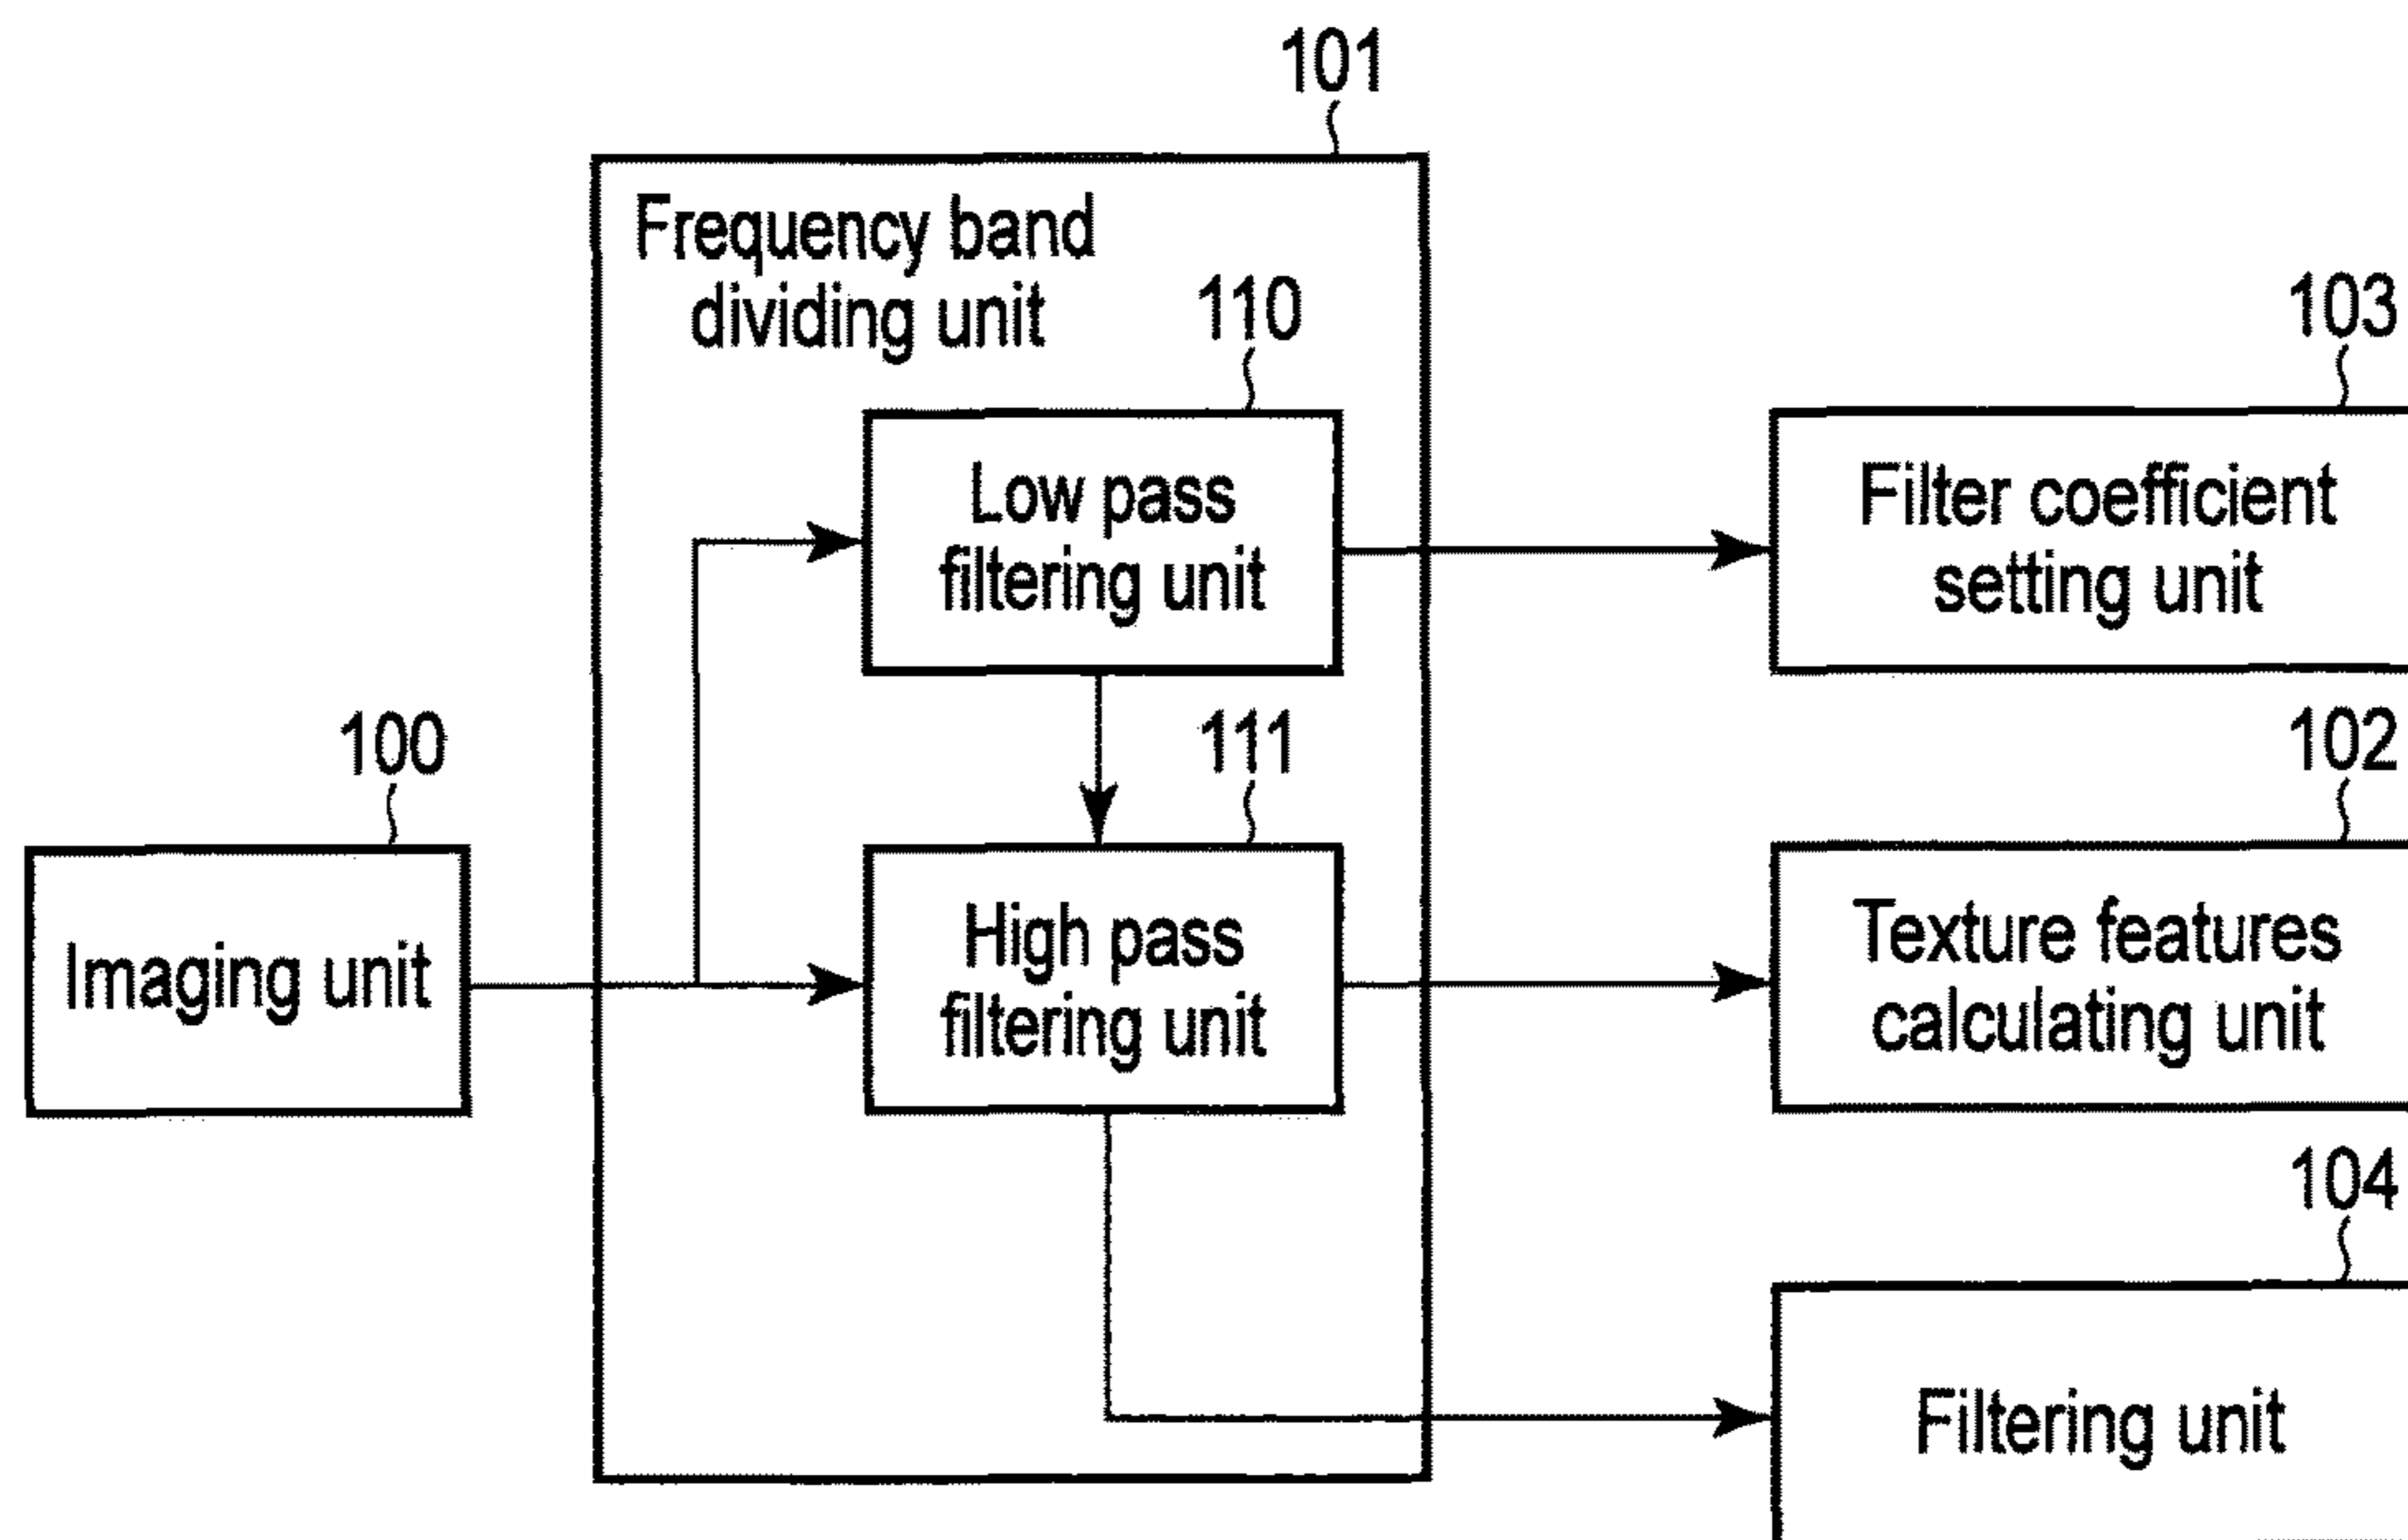 101
Frequency band
dividing unit
110
103
Low pass
filtering unit
Filter coefficient
setting unit
100
111
102
Imaging unit
High pass
filtering unit
Texture features
calculating unit
104
Filtering unit